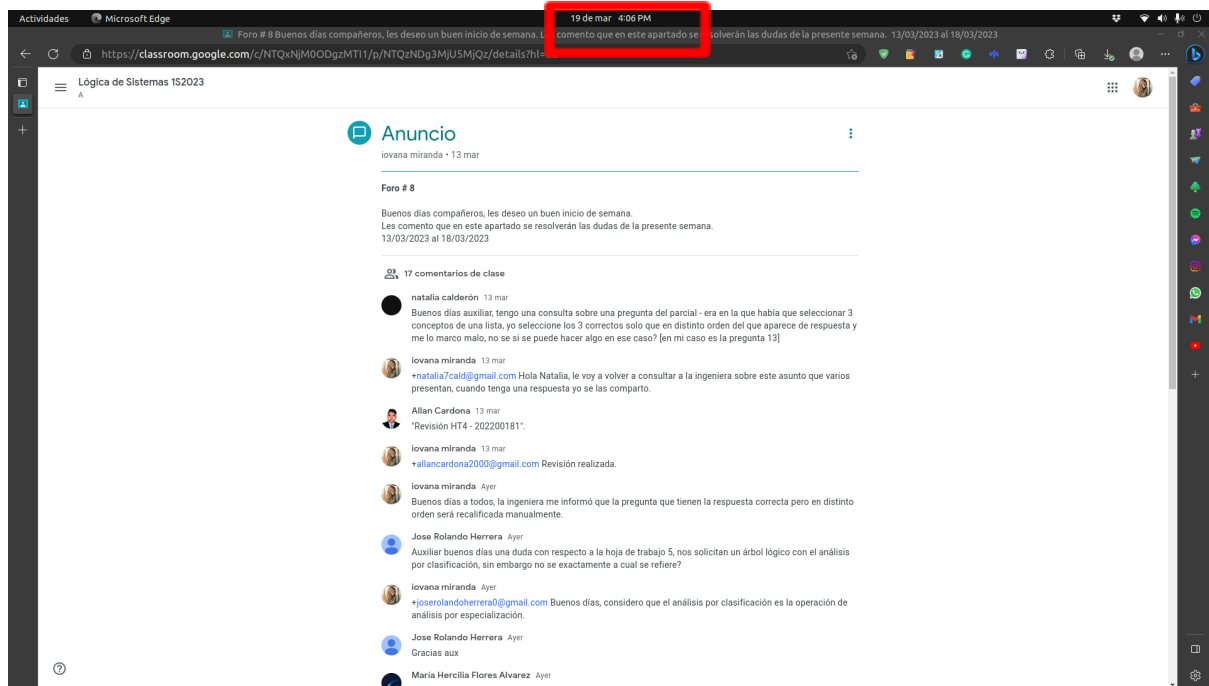 Actividades Microsoft Edge 19 de mar 4:06 PM
Foro # 8 Buenos días compañeros, les deseo un buen inicio de semana. comento que en este apartado se resolverán las dudas de la presente semana. 13/03/2023 al 18/03/2023
https://classroom.google.com/c/NTQxNjM0ODgzMTI1/p/NTQzNDg3MjU5MjQz/details?hl=
Lógica de Sistemas 1S2023
A
Anuncio
iovana miranda • 13 mar
Foro # 8
Buenos días compañeros, les deseo un buen inicio de semana.
Les comento que en este apartado se resolverán las dudas de la presente semana.
13/03/2023 al 18/03/2023
17 comentarios de clase
natalia calderón 13 mar
Buenos días auxiliar, tengo una consulta sobre una pregunta del parcial - era en la que había que seleccionar 3
conceptos de una lista, yo seleccione los 3 correctos solo que en distinto orden del que aparece de respuesta y
me lo marco malo, no se si se puede hacer algo en ese caso? [en mi caso es la pregunta 13]
iovana miranda 13 mar
+natalia7cald@gmail.com Hola Natalia, le voy a volver a consultar a la ingeniera sobre este asunto que varios
presentan, cuando tenga una respuesta yo se las comparto.
Allan Cardona 13 mar
"Revisión HT4 - 202200181".
iovana miranda 13 mar
+allancardona2000@gmail.com Revisión realizada.
iovana miranda Ayer
Buenos días a todos, la ingeniera me informó que la pregunta que tienen la respuesta correcta pero en distinto
orden será recalificada manualmente.
Jose Rolando Herrera Ayer
Auxiliar buenos días una duda con respecto a la hoja de trabajo 5, nos solicitan un árbol lógico con el análisis
por clasificación, sin embargo no se exactamente a cual se refiere?
iovana miranda Ayer
+joserolandoherrera0@gmail.com Buenos días, considero que el análisis por clasificación es la operación de
análisis por especialización.
Jose Rolando Herrera Ayer
Gracias aux
Maria Hercilia Flores Alvarez Ayer